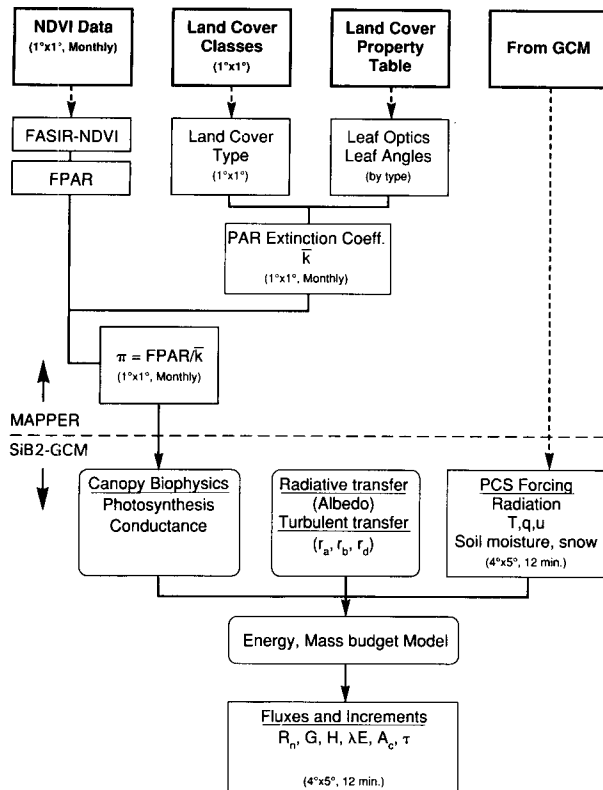 NDVI Data
(1°x1°, Monthly)
Land Cover
Classes
(1°x1°)
Land Cover
Property
Table
From GCM
FASIR-NDVI
FPAR
Land Cover
Type
(1°x1°)
Leaf Optics
Leaf Angles
(by type)
PAR Extinction Coeff.
k̅
(1°x1°, Monthly)
π = FPAR/k̅
(1°x1°, Monthly)
MAPPER
SiB2-GCM
Canopy Biophysics
Photosynthesis
Conductance
Radiative transfer
(Albedo)
Turbulent transfer
(rₐ, r_b, r_d)
PCS Forcing
Radiation
T,q,u
Soil moisture, snow
(4°x5°, 12 min.)
Energy, Mass budget Model
Fluxes and Increments
Rₙ, G, H, λE, A_c, τ
(4°x5°, 12 min.)